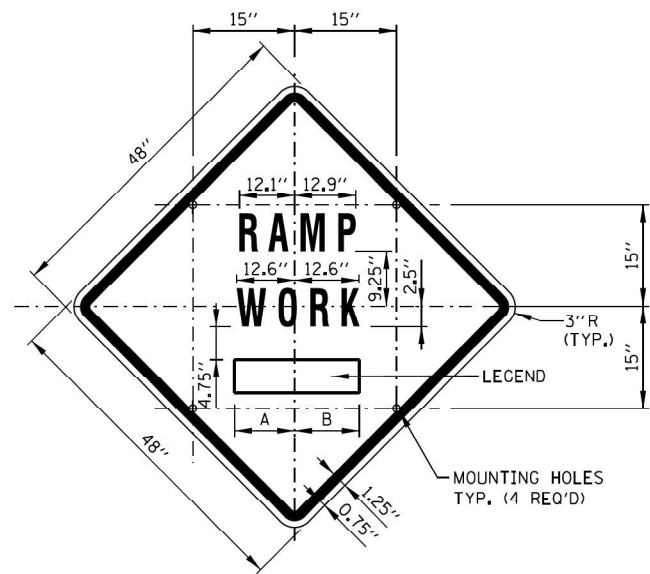 15" 15"
48"
12.1" 12.9"
RAMP
12.6" 12.6"
9.25"
2.5"
15"
WORK
3"R
(TYP.)
4.75"
LEGEND
15"
A B
48"
MOUNTING HOLES
TYP. (4 REQ'D)
1.25"
0.75"